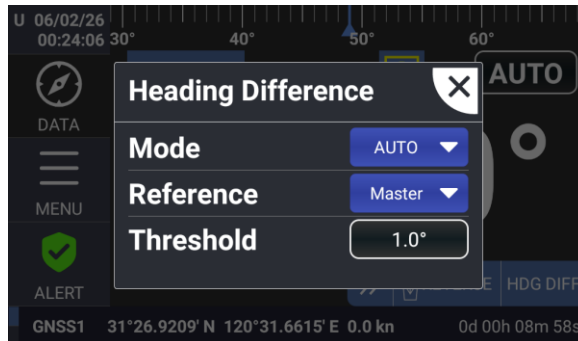 U 06/02/26
00:24:06
30° 40° 50° 60°
AUTO
Heading Difference
DATA
Mode AUTO
Reference Master
MENU
Threshold 1.0°
ALERT
HDG DIFF
GNSS1 31°26.9209' N 120°31.6615' E 0.0 kn 0d 00h 08m 58s